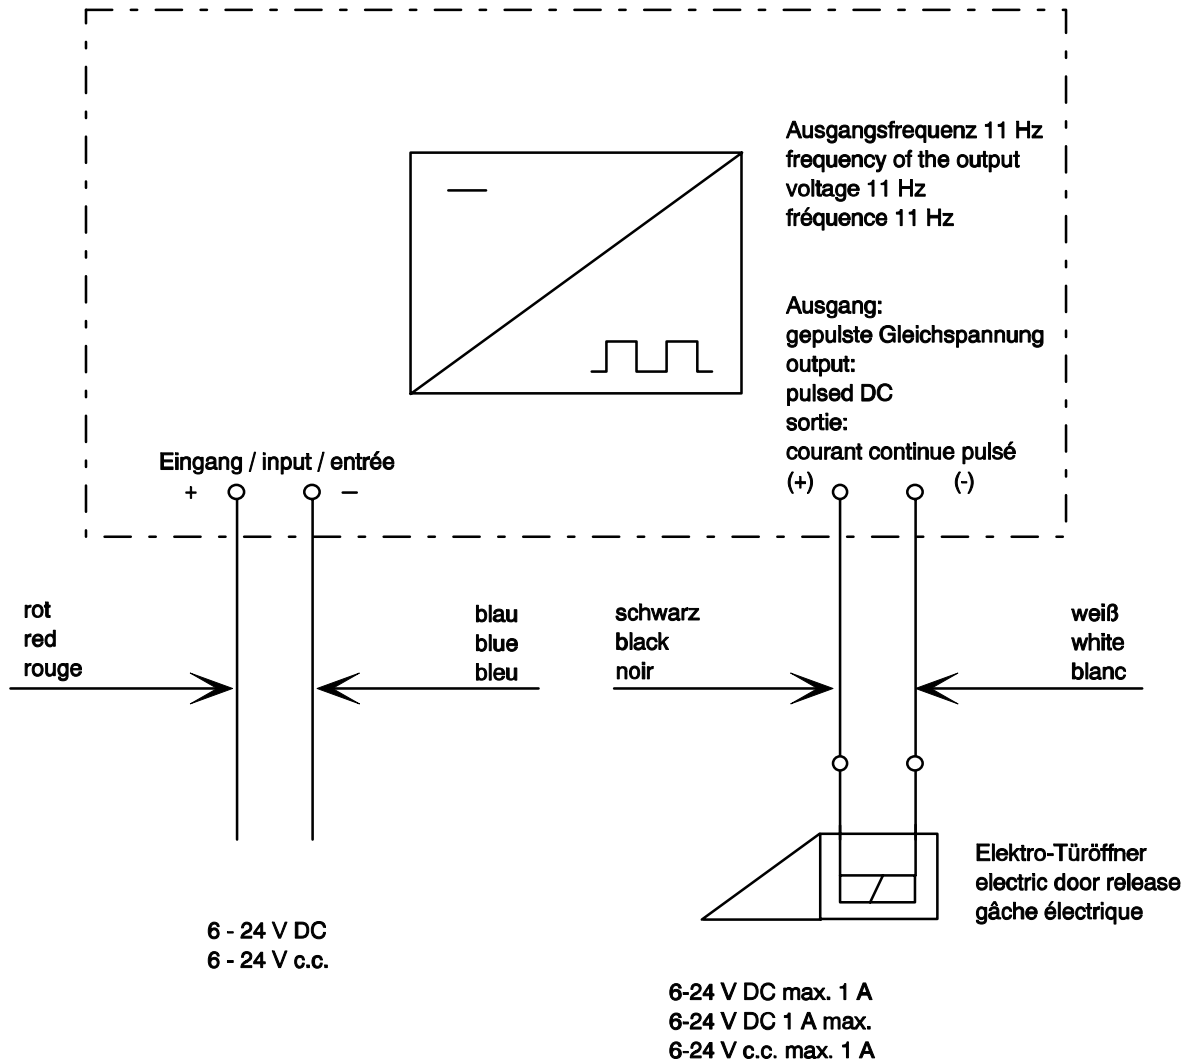 Ausgangsfrequenz 11 Hz
frequency of the output
voltage 11 Hz
fréquence 11 Hz
Ausgang:
gepulste Gleichspannung
output:
pulsed DC
sortie:
courant continue pulsé
(+) (-)
Eingang / input / entrée
+ –
rot
red
rouge
blau
blue
bleu
schwarz
black
noir
weiß
white
blanc
Elektro-Türöffner
electric door release
gâche électrique
6 - 24 V DC
6 - 24 V c.c.
6-24 V DC max. 1 A
6-24 V DC 1 A max.
6-24 V c.c. max. 1 A